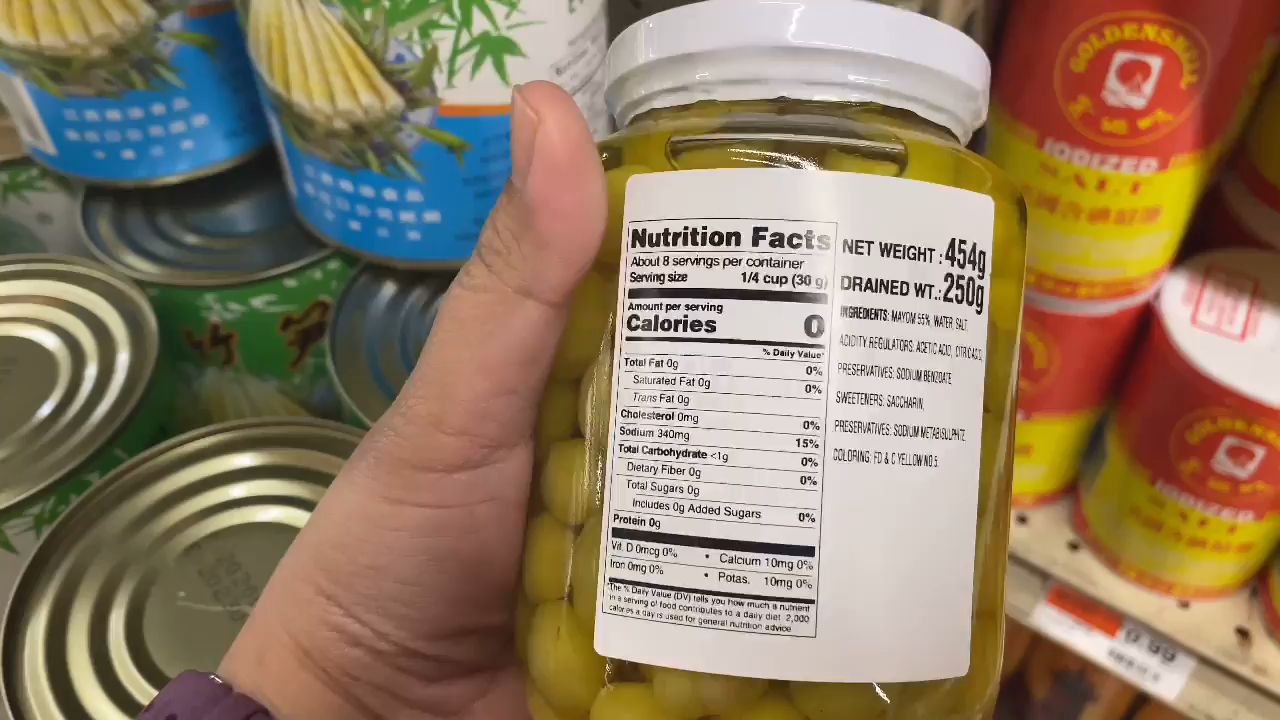 Nutrition Facts
About 8 servings per container
Serving size 1/4 cup (30 g)
Amount per serving
Calories 0
% Daily Value*
Total Fat 0g 0%
Saturated Fat 0g 0%
Trans Fat 0g
Cholesterol 0mg 0%
Sodium 340mg 15%
Total Carbohydrate <1g 0%
Dietary Fiber 0g 0%
Total Sugars 0g
Includes 0g Added Sugars 0%
Protein 0g
Vit. D 0mcg 0% • Calcium 10mg 0%
Iron 0mg 0% • Potas. 10mg 0%
*The % Daily Value (DV) tells you how much a nutrient
in a serving of food contributes to a daily diet. 2,000
calories a day is used for general nutrition advice
NET WEIGHT : 454g
DRAINED WT.: 250g
INGREDIENTS: MAYOM 55%, WATER, SALT,
ACIDITY REGULATORS: ACETIC ACID, CITRIC ACID,
PRESERVATIVES: SODIUM BENZOATE
SWEETENERS: SACCHARIN,
PRESERVATIVES: SODIUM METABISULPHITE,
COLORING: FD & C YELLOW NO.5
竹 笋
GOLDENSKILL
IODIZED
SALT
IODIZED